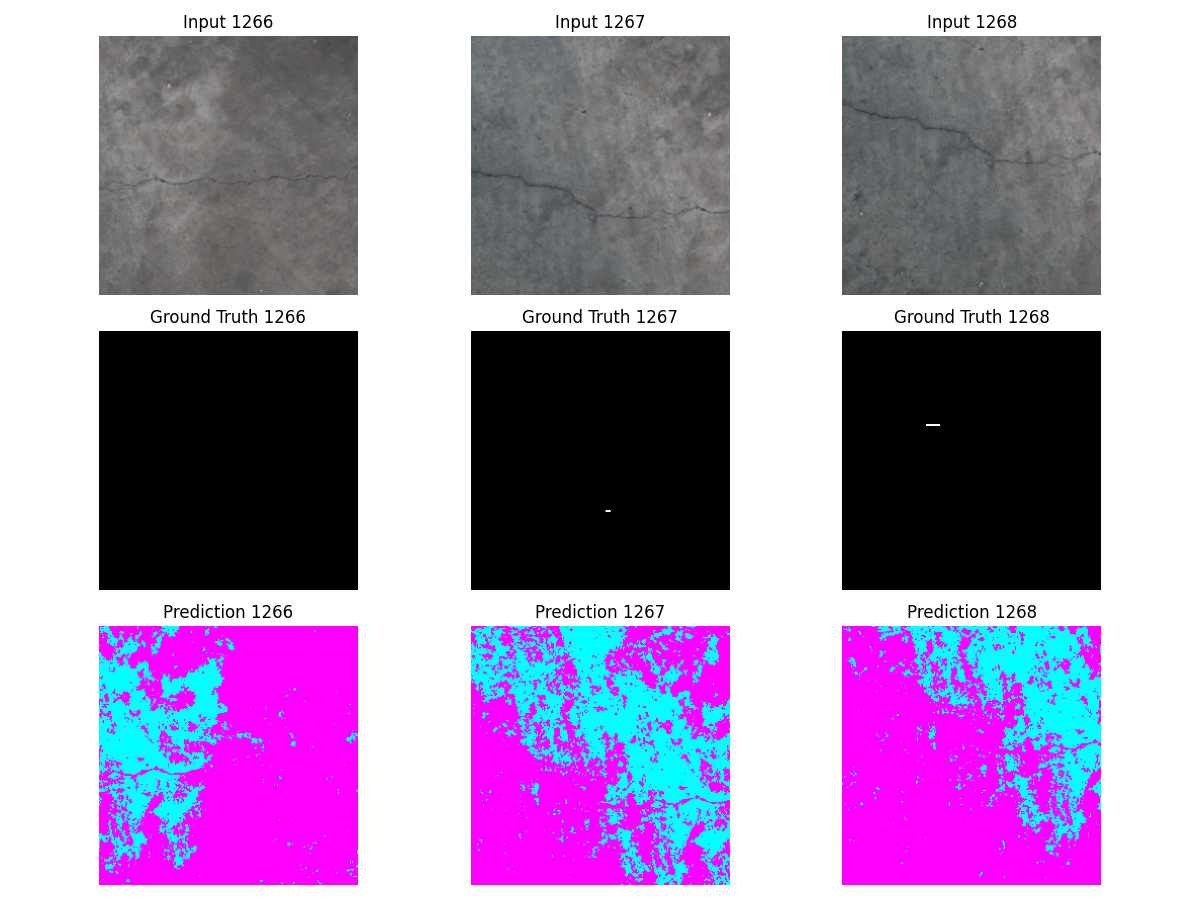 Input 1266
Input 1267
Input 1268
Ground Truth 1266
Ground Truth 1267
Ground Truth 1268
Prediction 1266
Prediction 1267
Prediction 1268